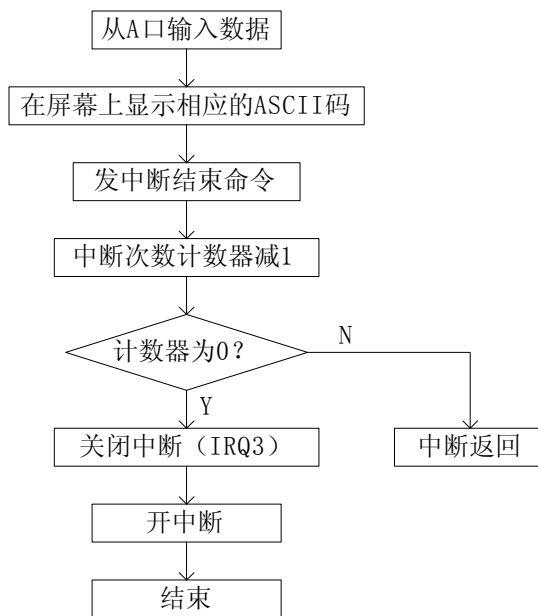 从A口输入数据
在屏幕上显示相应的ASCII码
发中断结束命令
中断次数计数器减1
计数器为0?
N
Y
关闭中断（IRQ3）
中断返回
开中断
结束